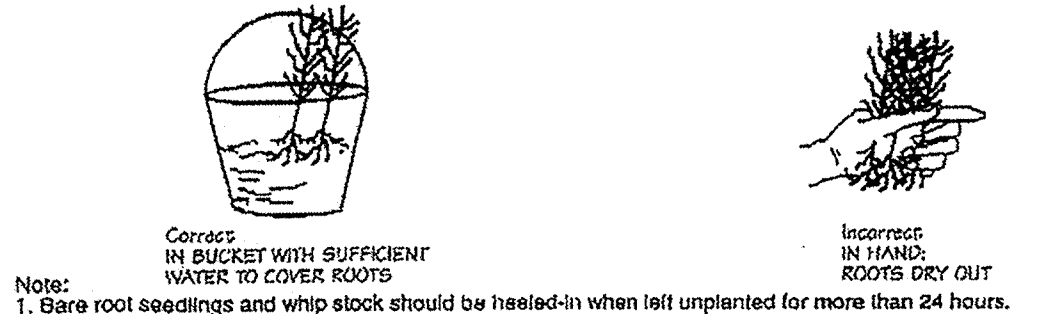 Correct
IN BUCKET WITH SUFFICIENT
WATER TO COVER ROOTS
Incorrect
IN HAND;
ROOTS DRY OUT
Note:
1. Bare root seedlings and whip stock should be heeled-in when left unplanted for more than 24 hours.